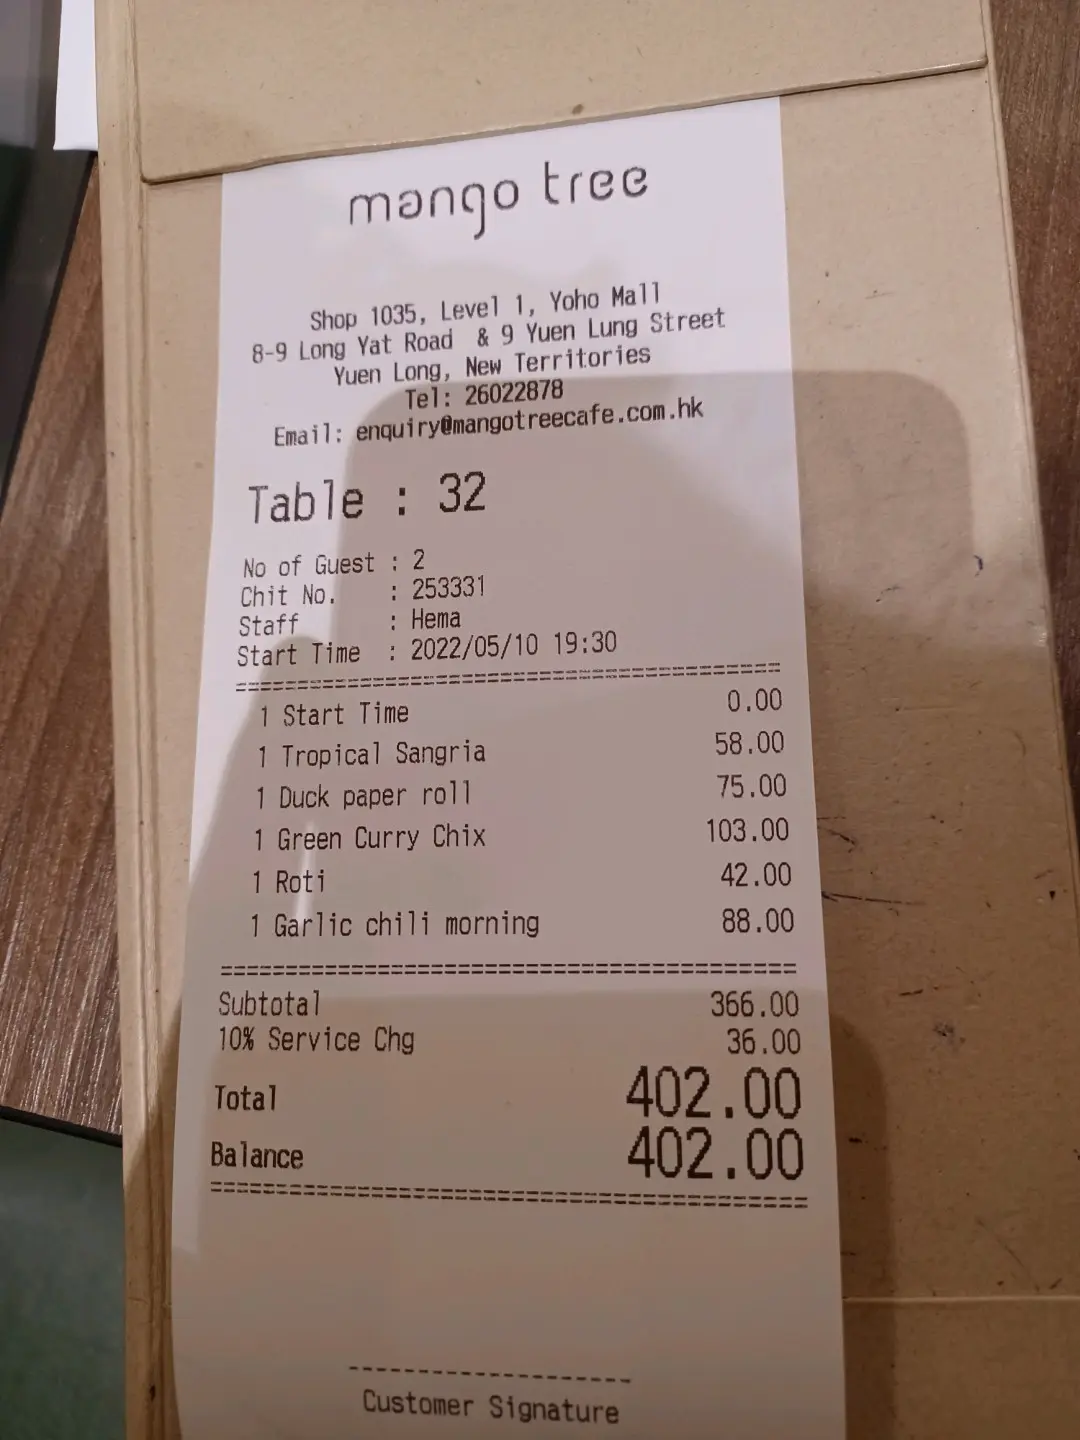 mango tree
Shop 1035, Level 1, Yoho Mall
8-9 Long Yat Road & 9 Yuen Lung Street
Yuen Long, New Territories
Tel: 26022878
Email: enquiry@mangotreecafe.com.hk
Table : 32
No of Guest : 2
Chit No. : 253331
Staff : Hema
Start Time : 2022/05/10 19:30
1 Start Time 0.00
1 Tropical Sangria 58.00
1 Duck paper roll 75.00
1 Green Curry Chix 103.00
1 Roti 42.00
1 Garlic chili morning 88.00
Subtotal 366.00
10% Service Chg 36.00
Total 402.00
Balance 402.00
Customer Signature